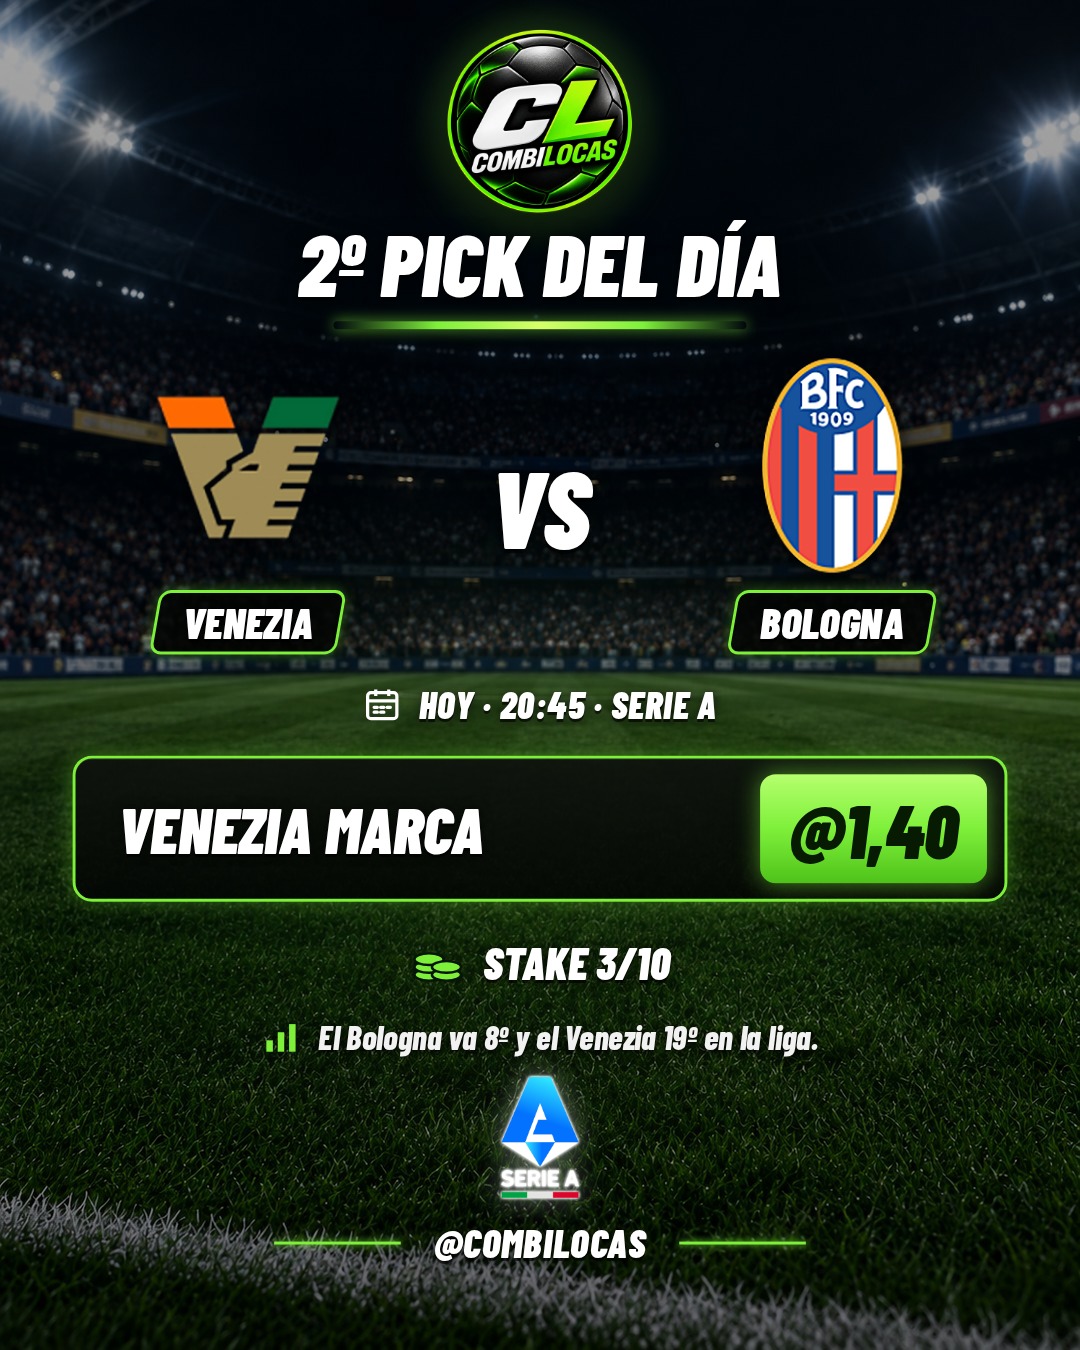 CL
COMBILOCAS
2º PICK DEL DÍA
BFC
1909
VS
VENEZIA
BOLOGNA
HOY · 20:45 · SERIE A
VENEZIA MARCA
@1,40
STAKE 3/10
El Bologna va 8º y el Venezia 19º en la liga.
SERIE A
@COMBILOCAS